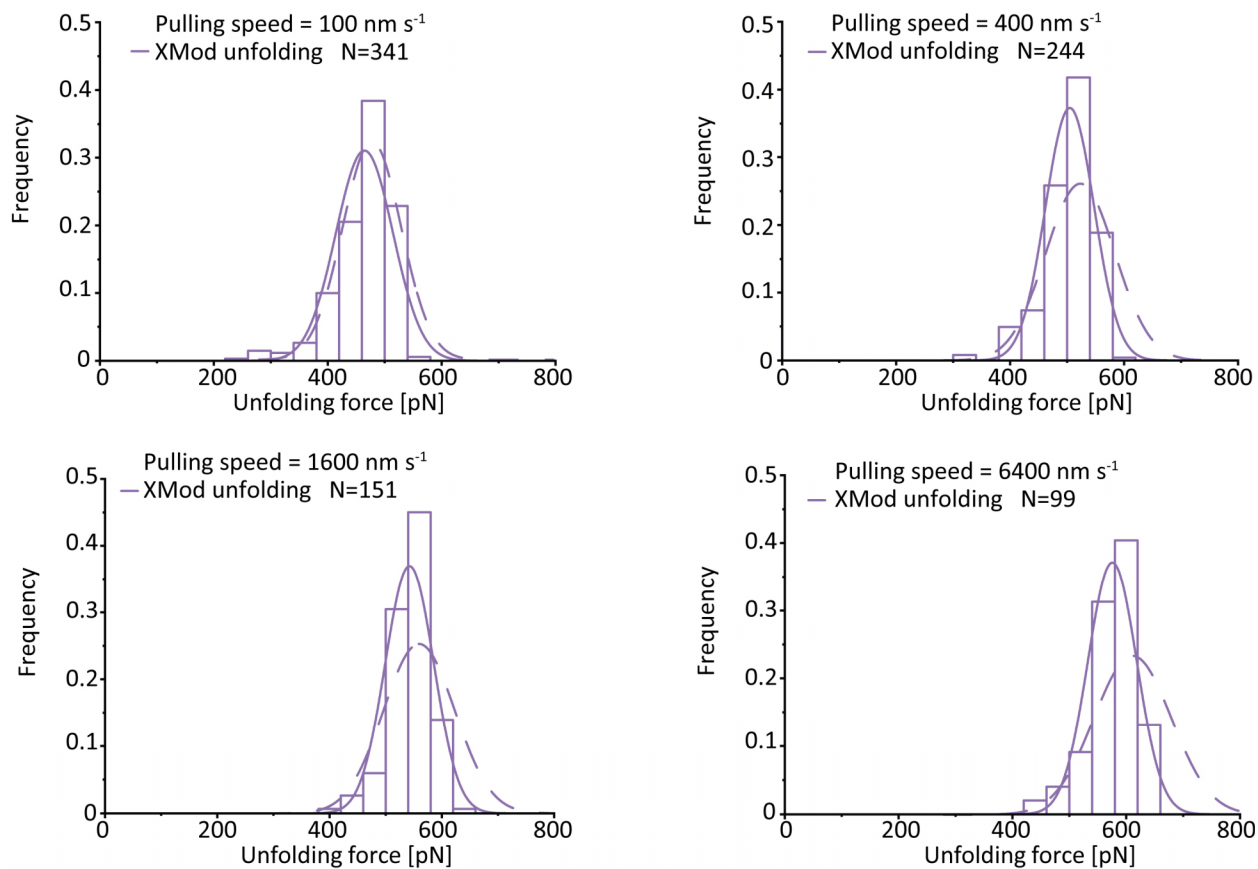 Pulling speed = 100 nm s⁻¹
XMod unfolding N=341
0.5
0.4
0.3
0.2
0.1
0
Frequency
0 200 400 600 800
Unfolding force [pN]
Pulling speed = 400 nm s⁻¹
XMod unfolding N=244
0.5
0.4
0.3
0.2
0.1
0
Frequency
0 200 400 600 800
Unfolding force [pN]
Pulling speed = 1600 nm s⁻¹
XMod unfolding N=151
0.5
0.4
0.3
0.2
0.1
0
Frequency
0 200 400 600 800
Unfolding force [pN]
Pulling speed = 6400 nm s⁻¹
XMod unfolding N=99
0.5
0.4
0.3
0.2
0.1
0
Frequency
0 200 400 600 800
Unfolding force [pN]